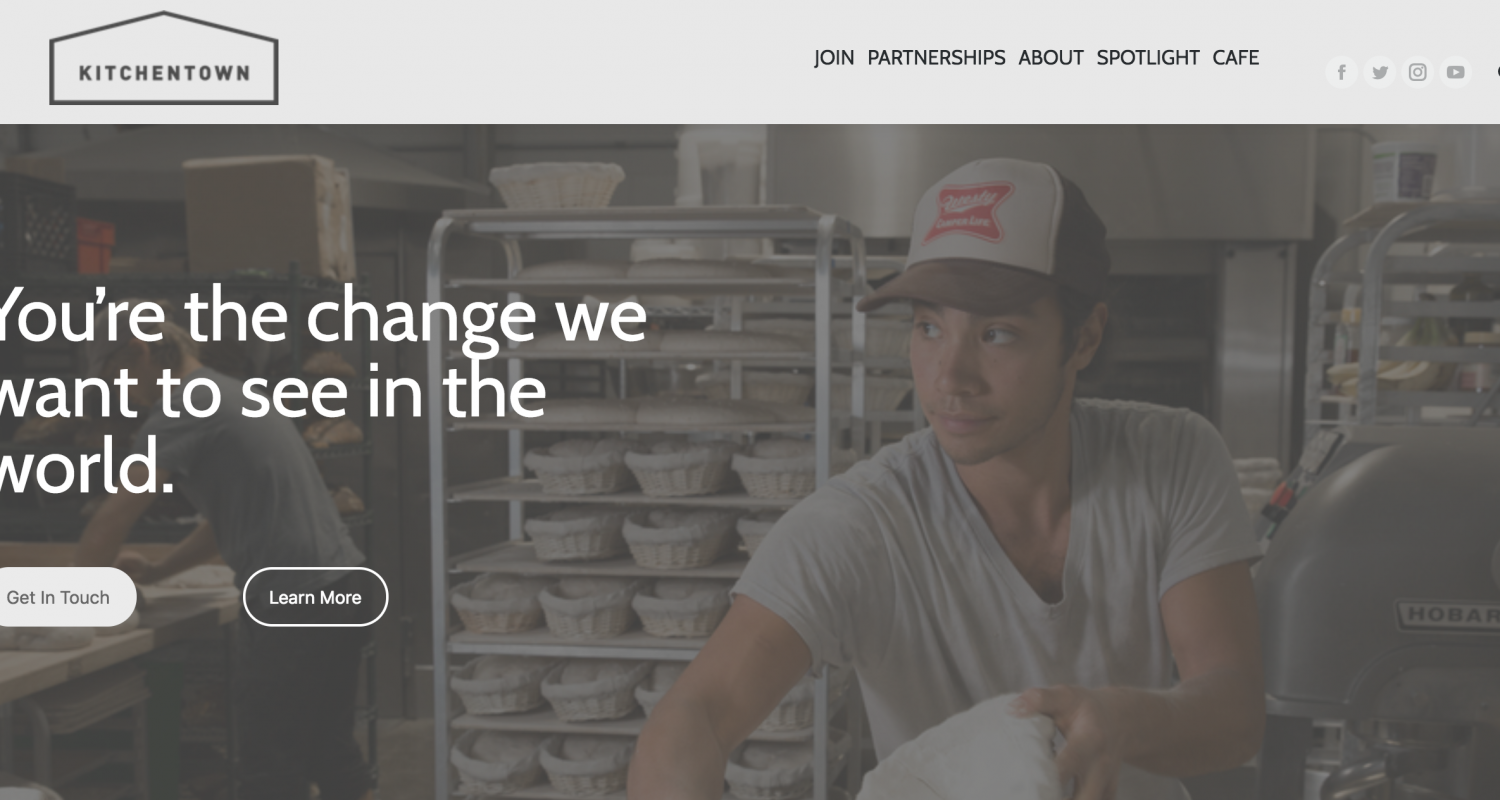 KITCHENTOWN
JOIN PARTNERSHIPS ABOUT SPOTLIGHT CAFE
You're the change we
want to see in the
world.
Get In Touch
Learn More
HOBAR